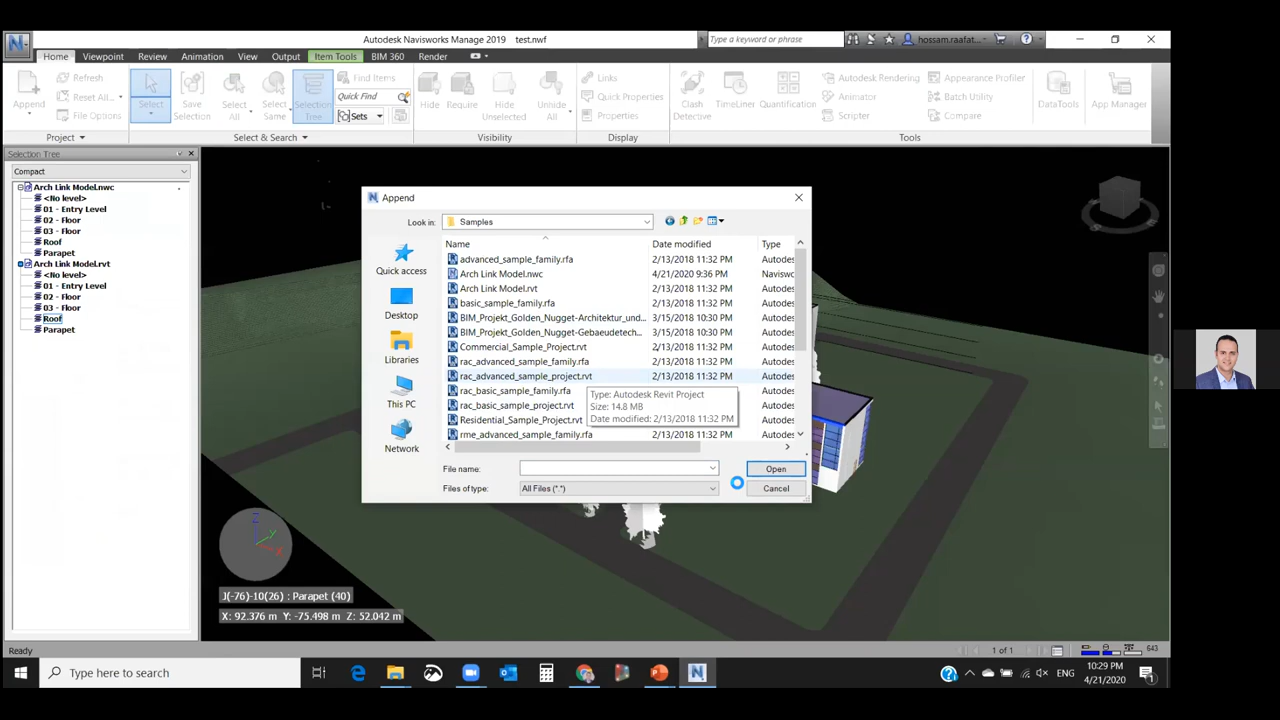 Autodesk Navisworks Manage 2019 test.nwf
Type a keyword or phrase
hossam.raafat...
Home Viewpoint Review Animation View Output Item Tools BIM 360 Render
Append
Refresh
Reset All...
File Options
Project
Select
Save Selection
Select All
Select Same
Selection Tree
Find Items
Quick Find
Sets
Select & Search
Hide
Require
Hide Unselected
Unhide All
Visibility
Links
Quick Properties
Properties
Display
Clash Detective
TimeLiner
Quantification
Autodesk Rendering
Animator
Scripter
Appearance Profiler
Batch Utility
Compare
DataTools
App Manager
Tools
Selection Tree
Compact
Arch Link Model.nwc
<No level>
01 - Entry Level
02 - Floor
03 - Floor
Roof
Parapet
Arch Link Model.rvt
<No level>
01 - Entry Level
02 - Floor
03 - Floor
Roof
Parapet
Append
Look in: Samples
Quick access
Desktop
Libraries
This PC
Network
Name Date modified Type
advanced_sample_family.rfa 2/13/2018 11:32 PM Autodes
Arch Link Model.nwc 4/21/2020 9:36 PM Naviswo
Arch Link Model.rvt 2/13/2018 11:32 PM Autodes
basic_sample_family.rfa 2/13/2018 11:32 PM Autodes
BIM_Projekt_Golden_Nugget-Architektur_und... 3/15/2018 10:30 PM Autodes
BIM_Projekt_Golden_Nugget-Gebaeudetech... 3/15/2018 10:30 PM Autodes
Commercial_Sample_Project.rvt 2/13/2018 11:32 PM Autodes
rac_advanced_sample_family.rfa 2/13/2018 11:32 PM Autodes
rac_advanced_sample_project.rvt 2/13/2018 11:32 PM Autodes
rac_basic_sample_family.rfa Autodes
rac_basic_sample_project.rvt Autodes
Residential_Sample_Project.rvt Autodes
rme_advanced_sample_family.rfa 2/13/2018 11:32 PM Autodes
Type: Autodesk Revit Project
Size: 14.8 MB
Date modified: 2/13/2018 11:32 PM
File name:
Open
Files of type: All Files (*.*)
Cancel
J(-76)-10(26) : Parapet (40)
X: 92.376 m Y: -75.498 m Z: 52.042 m
Ready
1 of 1
643
Type here to search
ENG
10:29 PM
4/21/2020